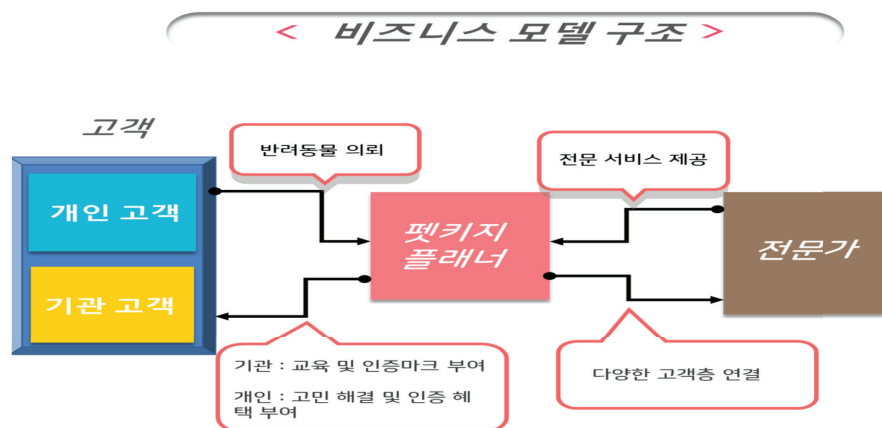 < 비즈니스 모델 구조 >
고객
반려동물 의뢰
전문 서비스 제공
개인 고객
기관 고객
펫키지
플래너
전문가
기관 : 교육 및 인증마크 부여
개인 : 고민 해결 및 인증 혜
택 부여
다양한 고객층 연결